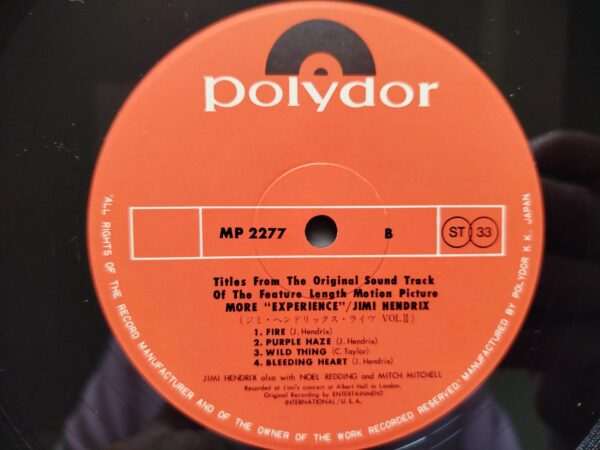 polydor
MP 2277
B
ST 33
Titles From The Original Sound Track
Of The Feature Length Motion Picture
MORE "EXPERIENCE"/JIMI HENDRIX
(ジミ・ヘンドリックス・ライヴ VOL.II)
1. FIRE (J. Hendrix)
2. PURPLE HAZE (J. Hendrix)
3. WILD THING (C. Taylor)
4. BLEEDING HEART (J. Hendrix)
JIMI HENDRIX also with NOEL REDDING and MITCH MITCHELL
Recorded at Jimi's concert at Albert Hall in London,
Original Recording by ENTERTAINMENT
INTERNATIONAL/U.S.A.
"ALL RIGHTS OF THE RECORD MANUFACTURER AND OF THE OWNER OF THE WORK RECORDED RESERVED" MANUFACTURED BY POLYDOR K.K. JAPAN